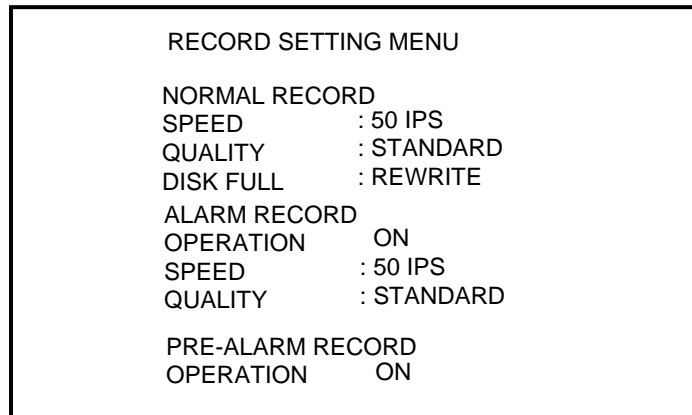 RECORD SETTING MENU
NORMAL RECORD
SPEED : 50 IPS
QUALITY : STANDARD
DISK FULL : REWRITE
ALARM RECORD
OPERATION ON
SPEED : 50 IPS
QUALITY : STANDARD
PRE-ALARM RECORD
OPERATION ON